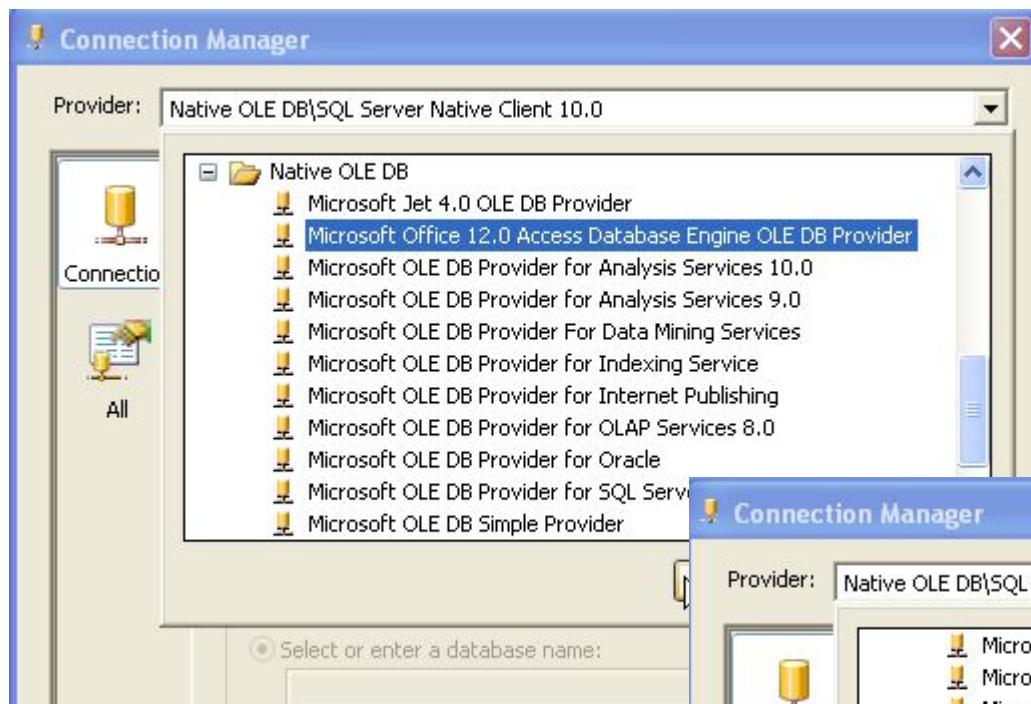 Connection Manager
Provider: Native OLE DB\SQL Server Native Client 10.0
Native OLE DB
Microsoft Jet 4.0 OLE DB Provider
Microsoft Office 12.0 Access Database Engine OLE DB Provider
Microsoft OLE DB Provider for Analysis Services 10.0
Connectio
Microsoft OLE DB Provider for Analysis Services 9.0
Microsoft OLE DB Provider For Data Mining Services
Microsoft OLE DB Provider for Indexing Service
Microsoft OLE DB Provider for Internet Publishing
All
Microsoft OLE DB Provider for OLAP Services 8.0
Microsoft OLE DB Provider for Oracle
Microsoft OLE DB Provider for SQL Serv
Microsoft OLE DB Simple Provider
Select or enter a database name:
Connection Manager
Provider: Native OLE DB\SQL
Micro
Micro